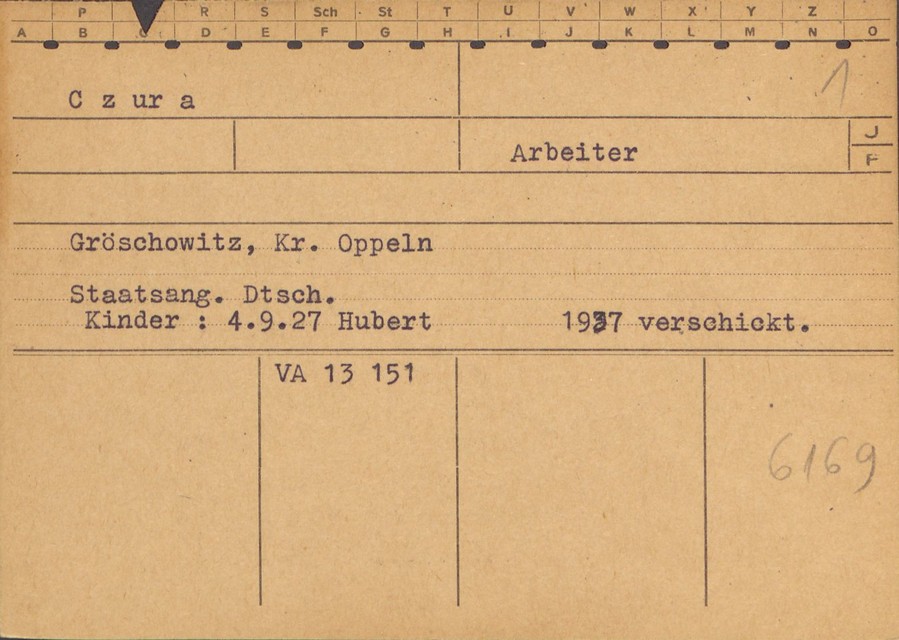 P R S Sch St T U V W X Y Z
A B C D E F G H I J K L M N O
1
C z ur a
Arbeiter
J
F
Gröschowitz, Kr. Oppeln
Staatsang. Dtsch.
Kinder : 4.9.27 Hubert 1937 verschickt.
VA 13 151
6169